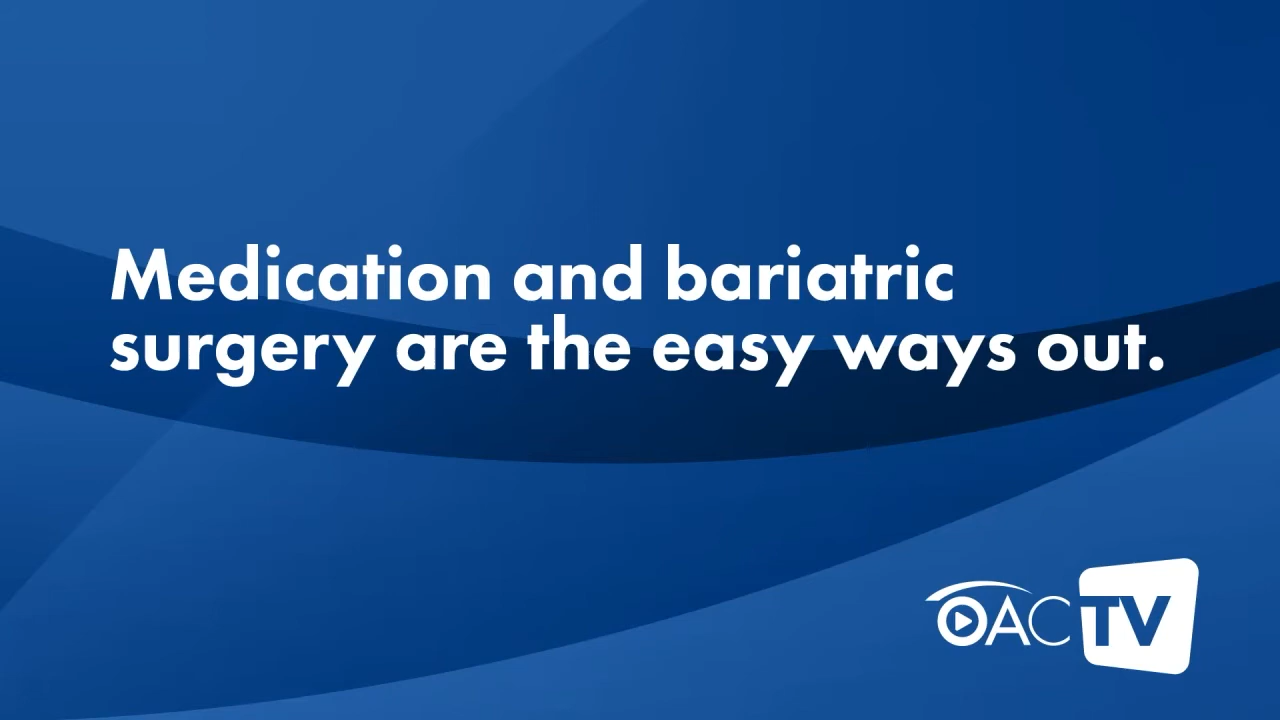 Medication and bariatric
surgery are the easy ways out.
OACTV